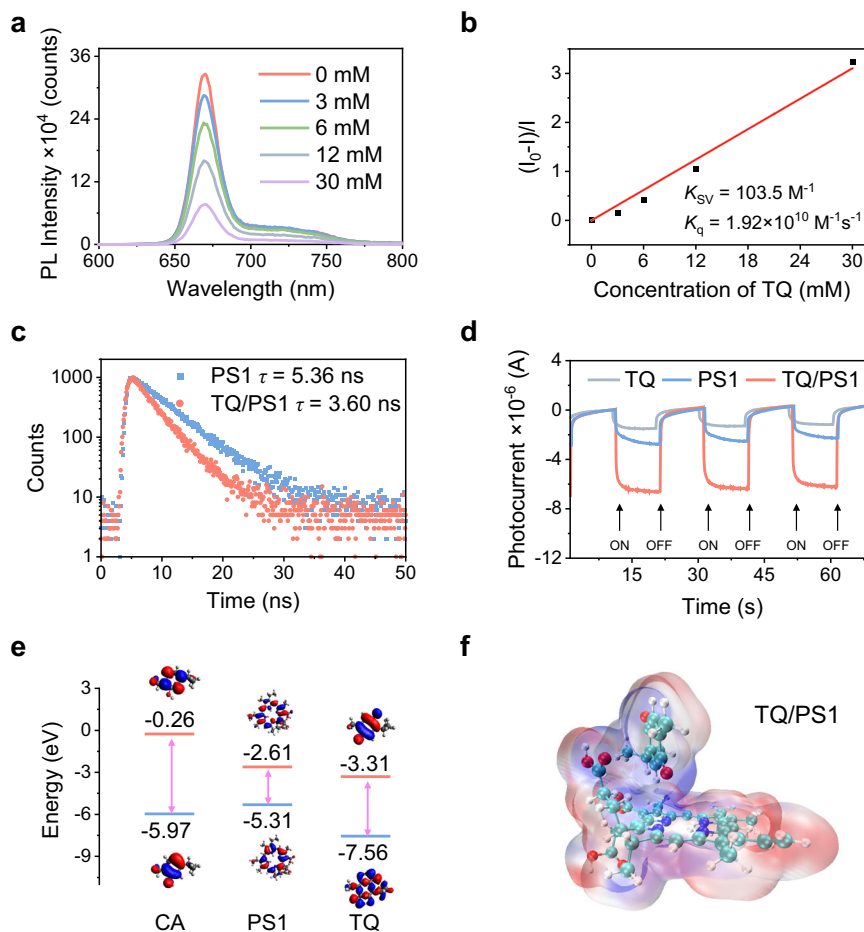 a
PL Intensity ×10⁴ (counts)
36
24
12
0
0 mM
3 mM
6 mM
12 mM
30 mM
600 650 700 750 800
Wavelength (nm)
b
(I₀-I)/I
3
2
1
0
K_SV = 103.5 M⁻¹
K_q = 1.92×10¹⁰ M⁻¹s⁻¹
0 6 12 18 24 30
Concentration of TQ (mM)
c
Counts
1000
100
10
1
PS1 τ = 5.36 ns
TQ/PS1 τ = 3.60 ns
0 10 20 30 40 50
Time (ns)
d
Photocurrent ×10⁻⁶ (A)
4
0
-4
-8
-12
TQ PS1 TQ/PS1
ON OFF ON OFF ON OFF
15 30 45 60
Time (s)
e
Energy (eV)
3
0
-3
-6
-9
-0.26
-2.61
-3.31
-5.97
-5.31
-7.56
CA PS1 TQ
f
TQ/PS1